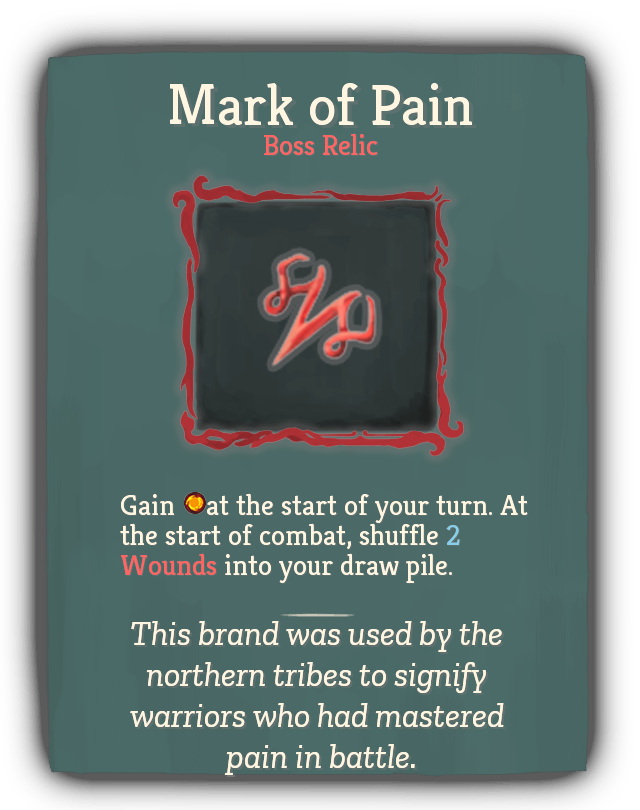 Mark of Pain
Boss Relic
Gain at the start of your turn. At
the start of combat, shuffle 2
Wounds into your draw pile.
This brand was used by the
northern tribes to signify
warriors who had mastered
pain in battle.